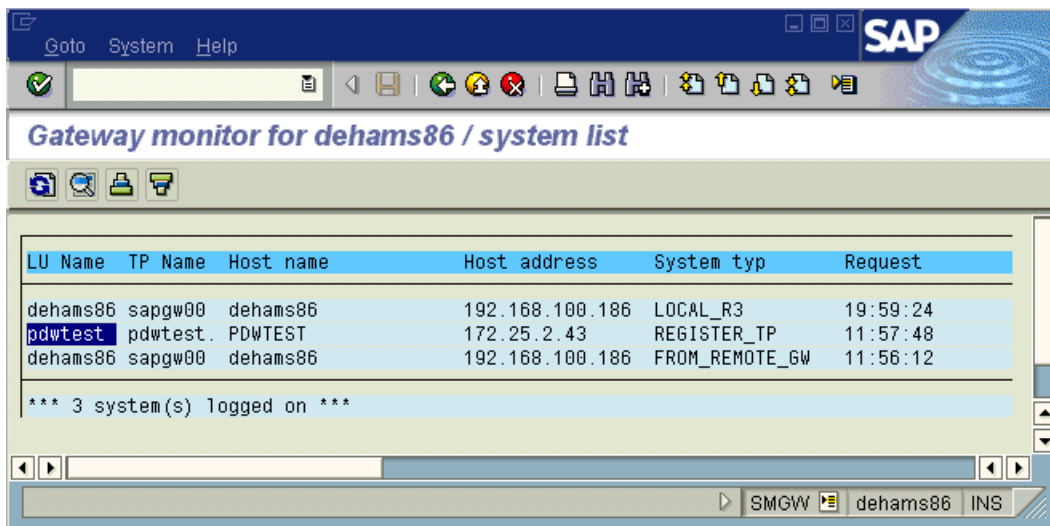 Goto System Help
SAP
Gateway monitor for dehams86 / system list
LU Name TP Name Host name Host address System typ Request
dehams86 sapgw00 dehams86 192.168.100.186 LOCAL_R3 19:59:24
pdwtest pdwtest. PDWTEST 172.25.2.43 REGISTER_TP 11:57:48
dehams86 sapgw00 dehams86 192.168.100.186 FROM_REMOTE_GW 11:56:12
*** 3 system(s) logged on ***
SMGW dehams86 INS